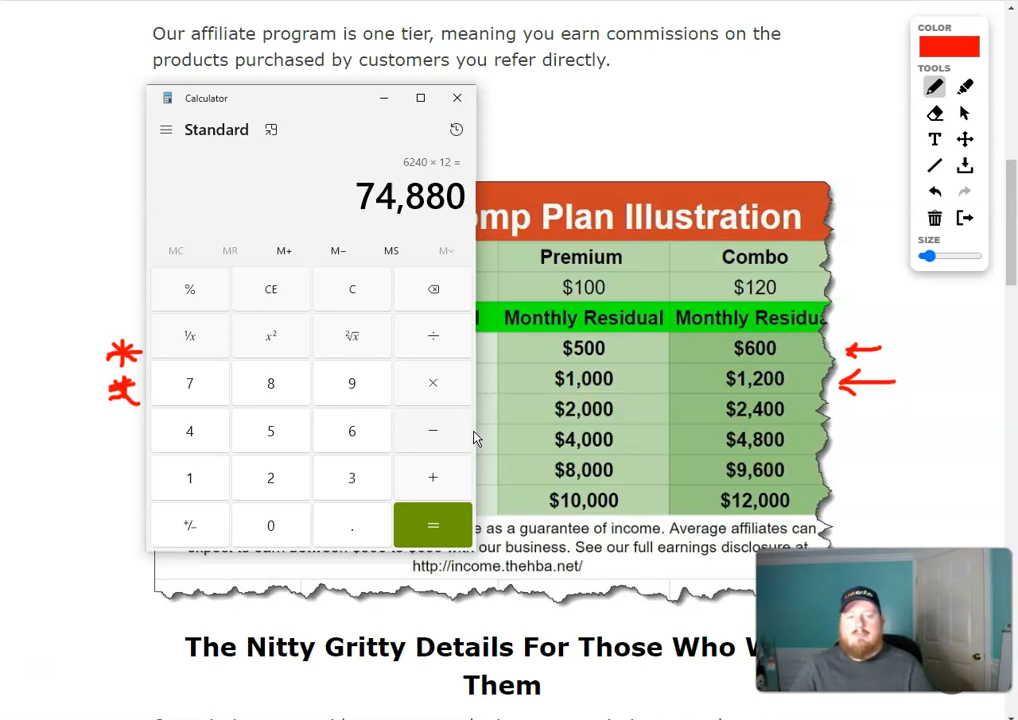 Our affiliate program is one tier, meaning you earn commissions on the
products purchased by customers you refer directly.
Calculator
Standard
6240 × 12 =
74,880
MC MR M+ M− MS M
% CE C
¹/x x² ²√x ÷
7 8 9 ×
4 5 6 −
1 2 3 +
+/− 0 . =
mp Plan Illustration
Premium Combo
$100 $120
Monthly Residual Monthly Residu
$500 $600
$1,000 $1,200
$2,000 $2,400
$4,000 $4,800
$8,000 $9,600
$10,000 $12,000
e as a guarantee of income. Average affiliates can
our business. See our full earnings disclosure at
http://income.thehba.net/
The Nitty Gritty Details For Those Who W
Them
COLOR
TOOLS
T
SIZE